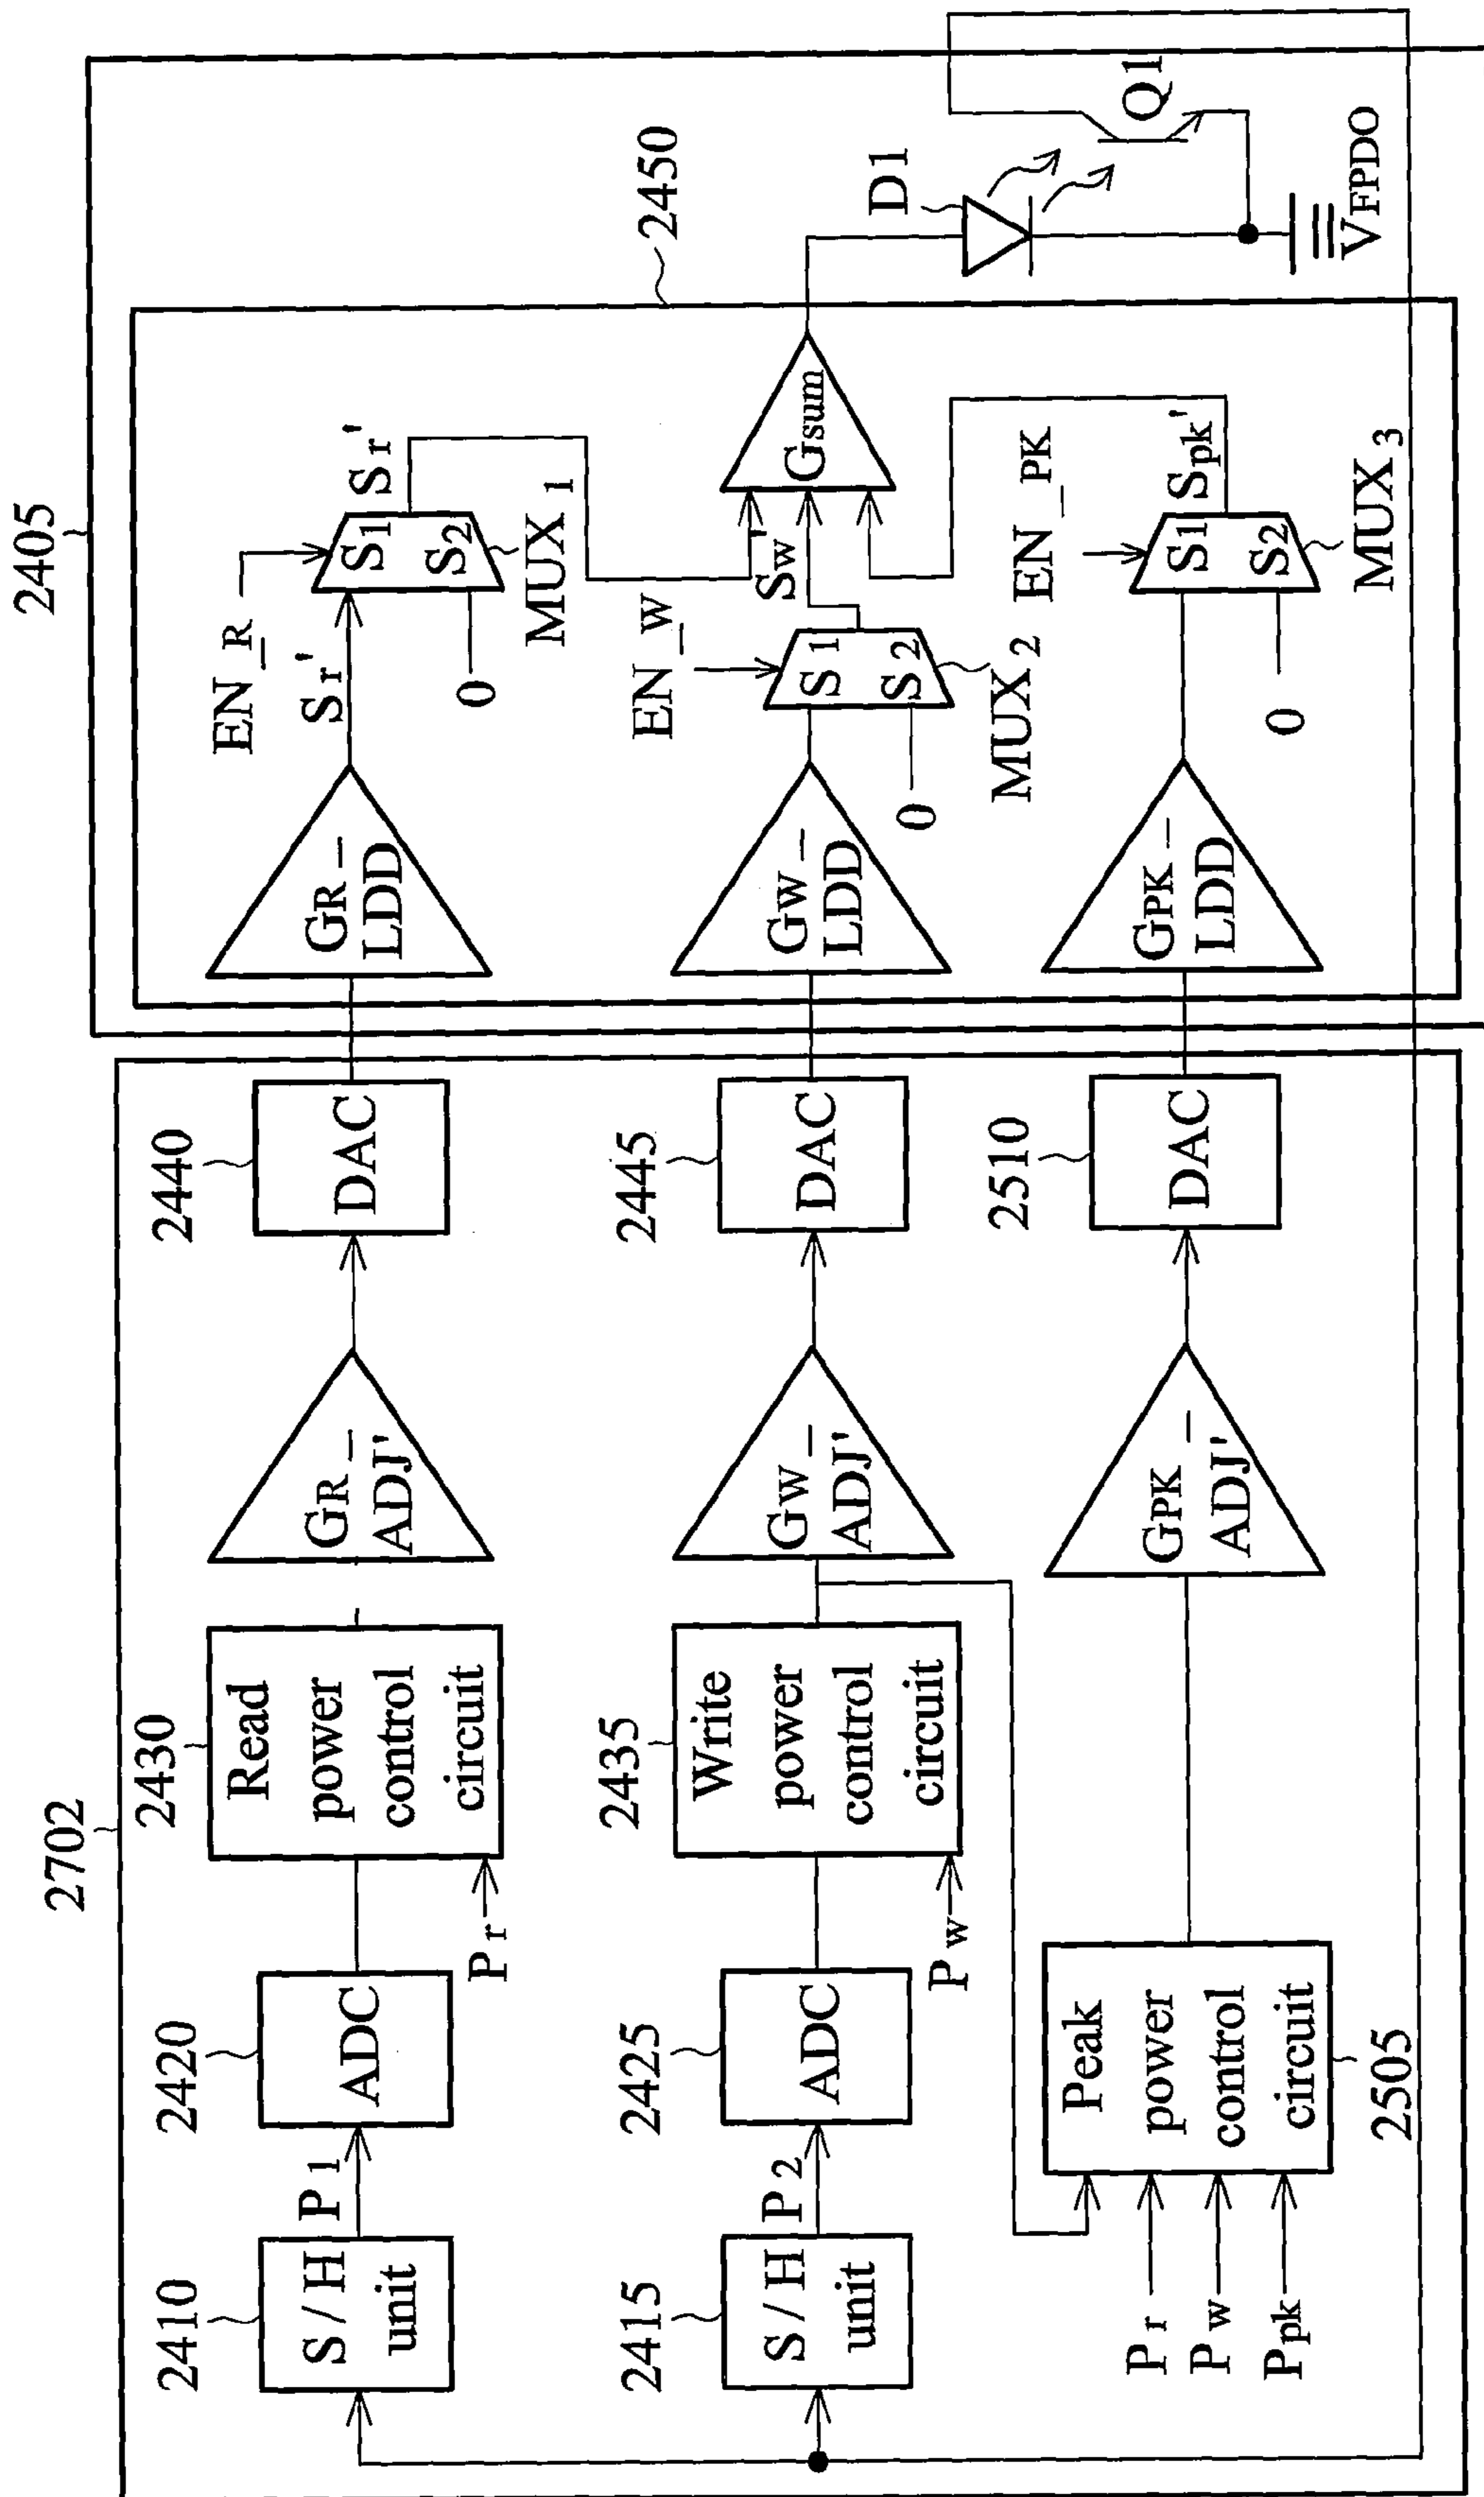 2702
2405
2410
S/H
unit
P1
2420
ADC
Pr
2430
Read
power
control
circuit
GR_
ADJ'
2440
DAC
GR_
LDD
Sr'
EN_R
0
S1
S2
MUX1
Sr'
2450
2415
S/H
unit
P2
2425
ADC
Pw
2435
Write
power
control
circuit
GW_
ADJ'
2445
DAC
GW_
LDD
0
EN_W
S1
S2
MUX2
Sw'
Gsum
D1
Q1
VFPDO
Pr
Pw
Ppk
Peak
power
control
circuit
2505
GPK_
ADJ'
2510
DAC
GPK_
LDD
0
EN_PK
S1
S2
MUX3
Spk'